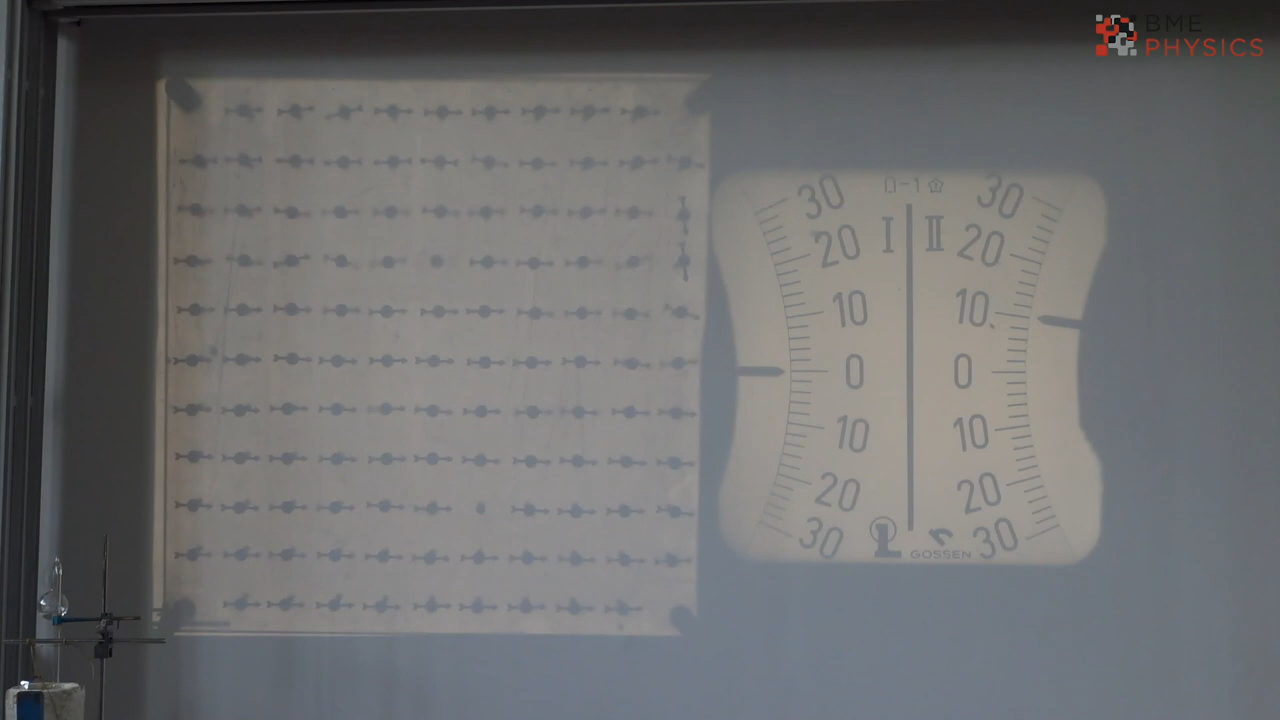 BME
PHYSICS
30 -1 30
20 I II 20
10 10
0 0
10 10
20 20
30 L GOSSEN 30